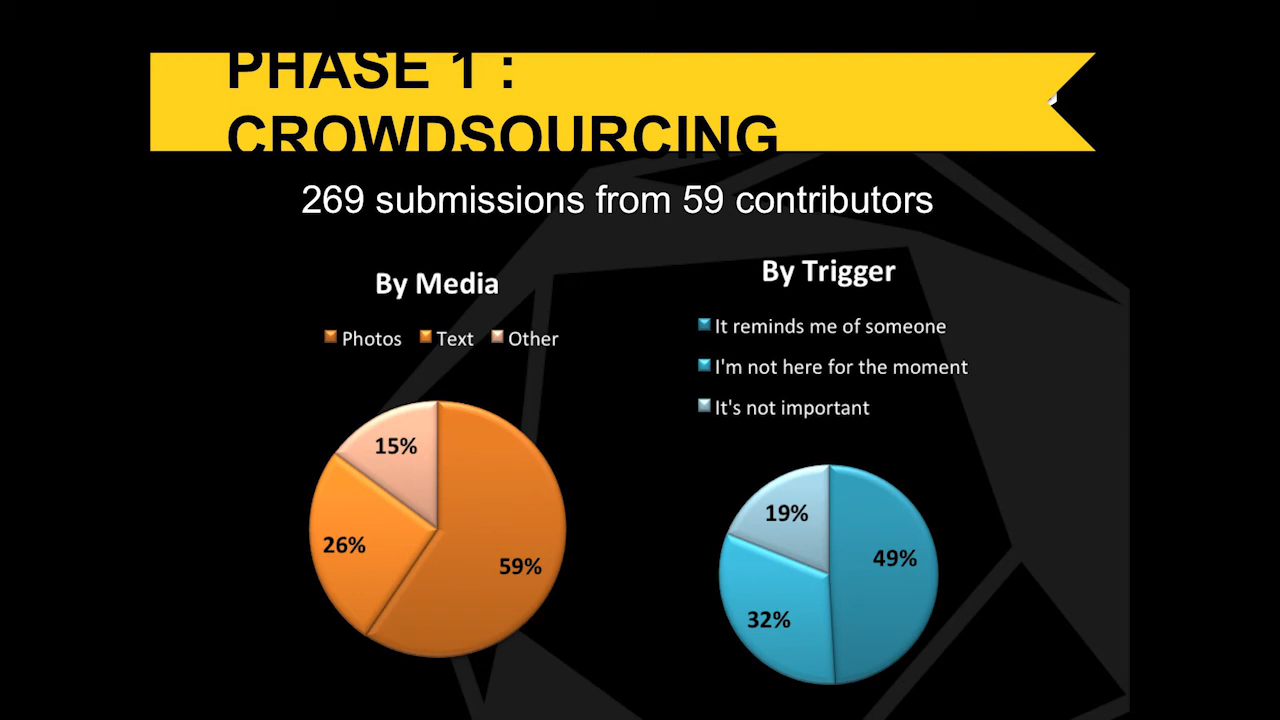 PHASE 1 :
CROWDSOURCING
269 submissions from 59 contributors
By Media
Photos Text Other
15%
26%
59%
By Trigger
It reminds me of someone
I'm not here for the moment
It's not important
19%
49%
32%